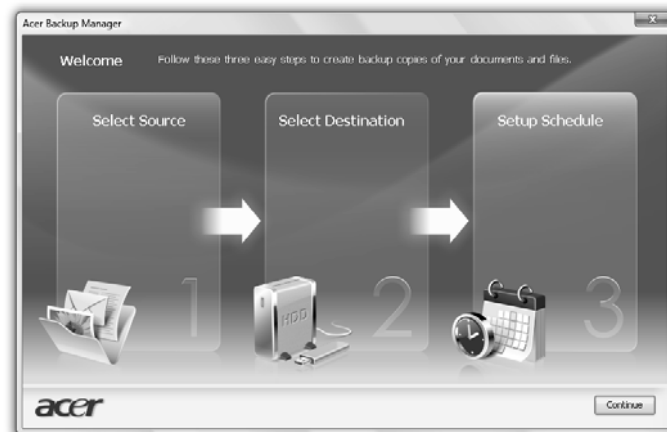 Acer Backup Manager
x
Welcome
Follow these three easy steps to create backup copies of your documents and files.
Select Source
Select Destination
Setup Schedule
HDD
1
2
3
acer
Continue